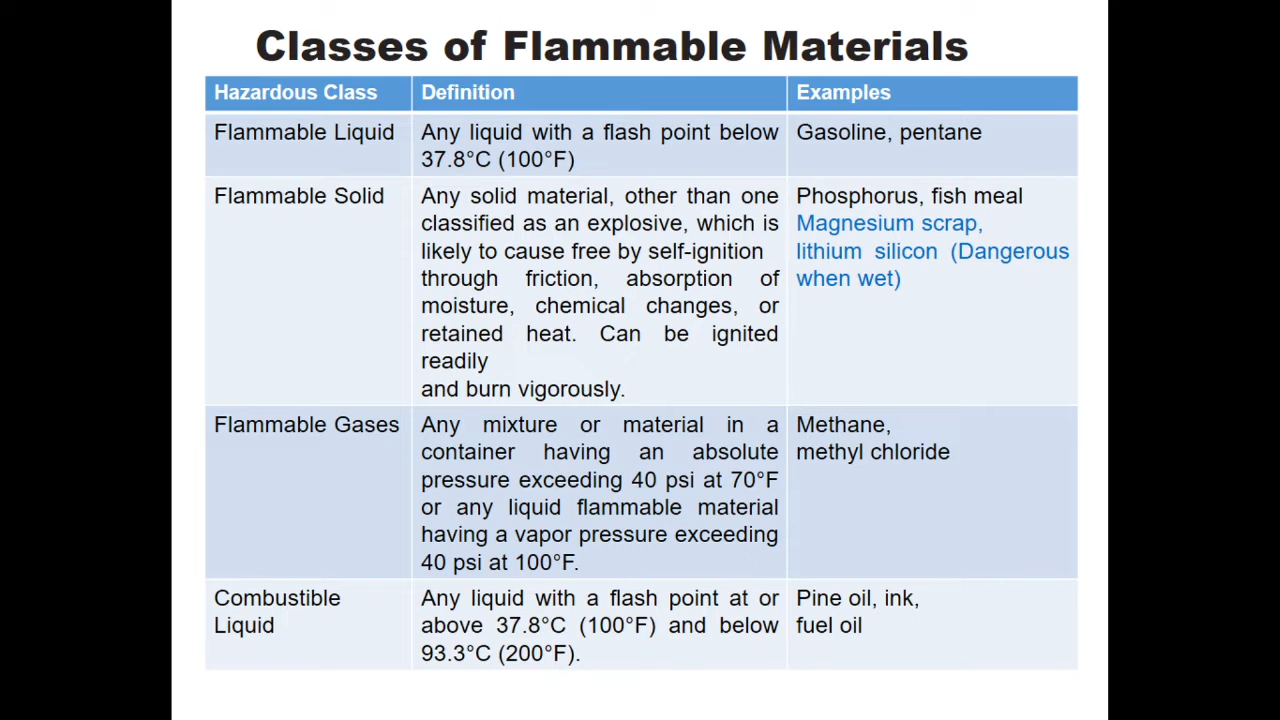 Classes of Flammable Materials
Hazardous Class
Definition
Examples
Flammable Liquid
Any liquid with a flash point below
37.8°C (100°F)
Gasoline, pentane
Flammable Solid
Any solid material, other than one
classified as an explosive, which is
likely to cause free by self-ignition
through friction, absorption of
moisture, chemical changes, or
retained heat. Can be ignited
readily
and burn vigorously.
Phosphorus, fish meal
Magnesium scrap,
lithium silicon (Dangerous
when wet)
Flammable Gases
Any mixture or material in a
container having an absolute
pressure exceeding 40 psi at 70°F
or any liquid flammable material
having a vapor pressure exceeding
40 psi at 100°F.
Methane,
methyl chloride
Combustible
Liquid
Any liquid with a flash point at or
above 37.8°C (100°F) and below
93.3°C (200°F).
Pine oil, ink,
fuel oil